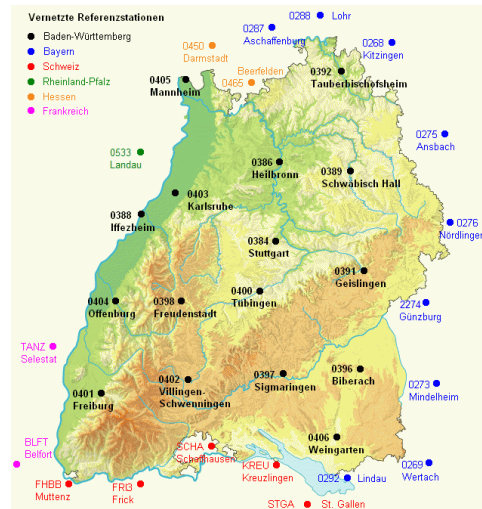 Vernetzte Referenzstationen
Baden-Württemberg
Bayern
Schweiz
Rheinland-Pfalz
Hessen
Frankreich
0288 Lohr
0287
Aschaffenburg
0268
Kitzingen
0450
Darmstadt
Beerfelden
0465
0392
Tauberbischofsheim
0405
Mannheim
0275
Ansbach
0533
Landau
0386
Heilbronn
0389
Schwäbisch Hall
0403
Karlsruhe
0388
Iffezheim
0276
Nördlingen
0384
Stuttgart
0391
Geislingen
0400
Tübingen
0404
Offenburg
0398
Freudenstadt
2274
Günzburg
TANZ
Selestat
0402
Villingen-
Schwenningen
0397
Sigmaringen
0396
Biberach
0273
Mindelheim
0401
Freiburg
0406
Weingarten
BLFT
Belfort
SCHA
Schaffhausen
KREU
Kreuzlingen
0269
Wertach
0292 Lindau
FHBB
Muttenz
FRI3
Frick
STGA St. Gallen